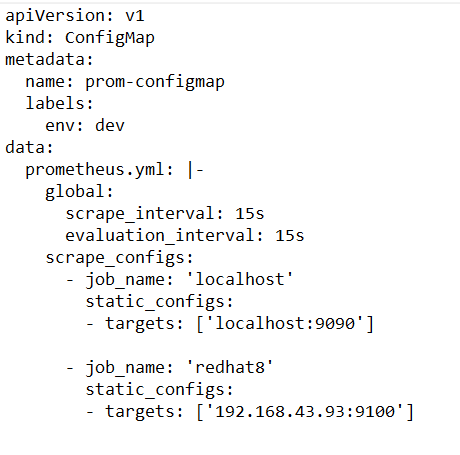 apiVersion: v1
kind: ConfigMap
metadata:
  name: prom-configmap
  labels:
    env: dev
data:
  prometheus.yml: |-
    global:
      scrape_interval: 15s
      evaluation_interval: 15s
    scrape_configs:
      - job_name: 'localhost'
        static_configs:
        - targets: ['localhost:9090']

      - job_name: 'redhat8'
        static_configs:
        - targets: ['192.168.43.93:9100']